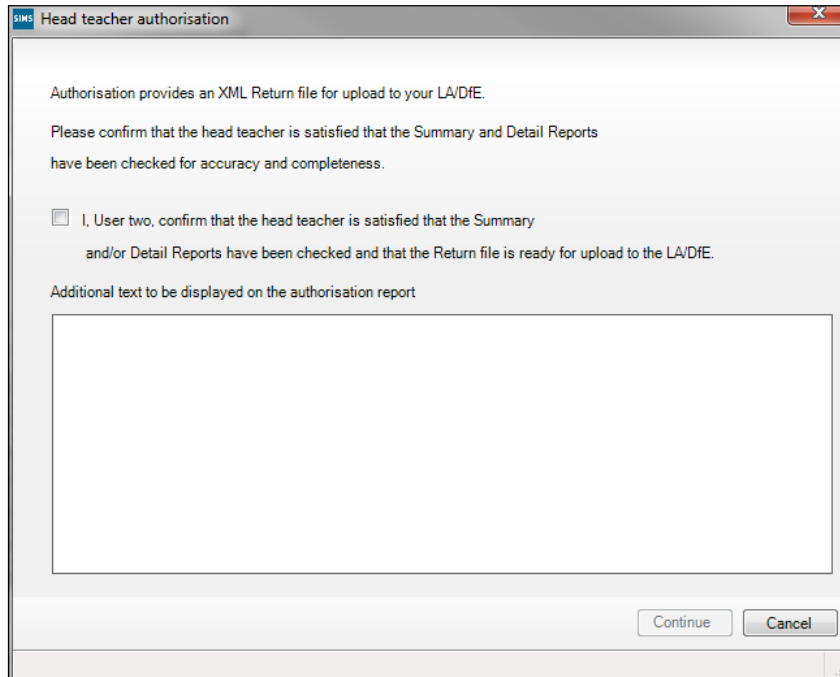 SIMS Head teacher authorisation
Authorisation provides an XML Return file for upload to your LA/DfE.
Please confirm that the head teacher is satisfied that the Summary and Detail Reports
have been checked for accuracy and completeness.
I, User two, confirm that the head teacher is satisfied that the Summary
and/or Detail Reports have been checked and that the Return file is ready for upload to the LA/DfE.
Additional text to be displayed on the authorisation report
Continue Cancel